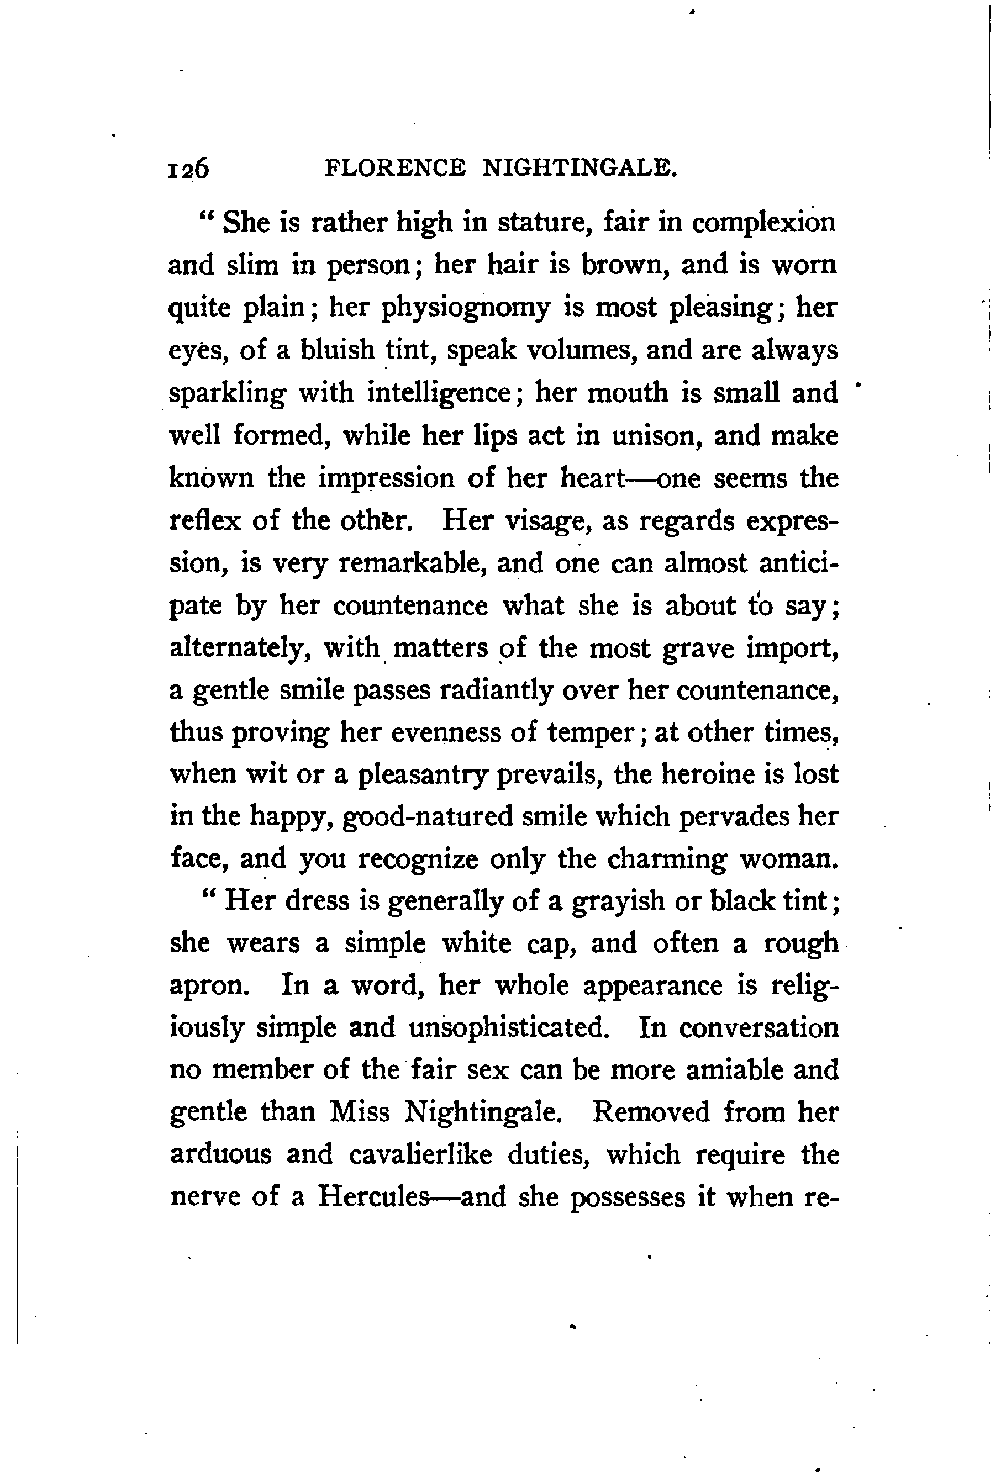 126 FLORENCE NIGHTINGALE.
“ She is rather high in stature, fair in complexion
and slim in person; her hair is brown, and is worn
quite plain; her physiognomy is most pleasing; her
eyes, of a bluish tint, speak volumes, and are always
sparkling with intelligence; her mouth is small and
well formed, while her lips act in unison, and make
known the impression of her heart—one seems the
reflex of the other. Her visage, as regards expres-
sion, is very remarkable, and one can almost antici-
pate by her countenance what she is about to say;
alternately, with matters of the most grave import,
a gentle smile passes radiantly over her countenance,
thus proving her evenness of temper; at other times,
when wit or a pleasantry prevails, the heroine is lost
in the happy, good-natured smile which pervades her
face, and you recognize only the charming woman.
“ Her dress is generally of a grayish or black tint;
she wears a simple white cap, and often a rough
apron. In a word, her whole appearance is relig-
iously simple and unsophisticated. In conversation
no member of the fair sex can be more amiable and
gentle than Miss Nightingale. Removed from her
arduous and cavalierlike duties, which require the
nerve of a Hercules—and she possesses it when re-